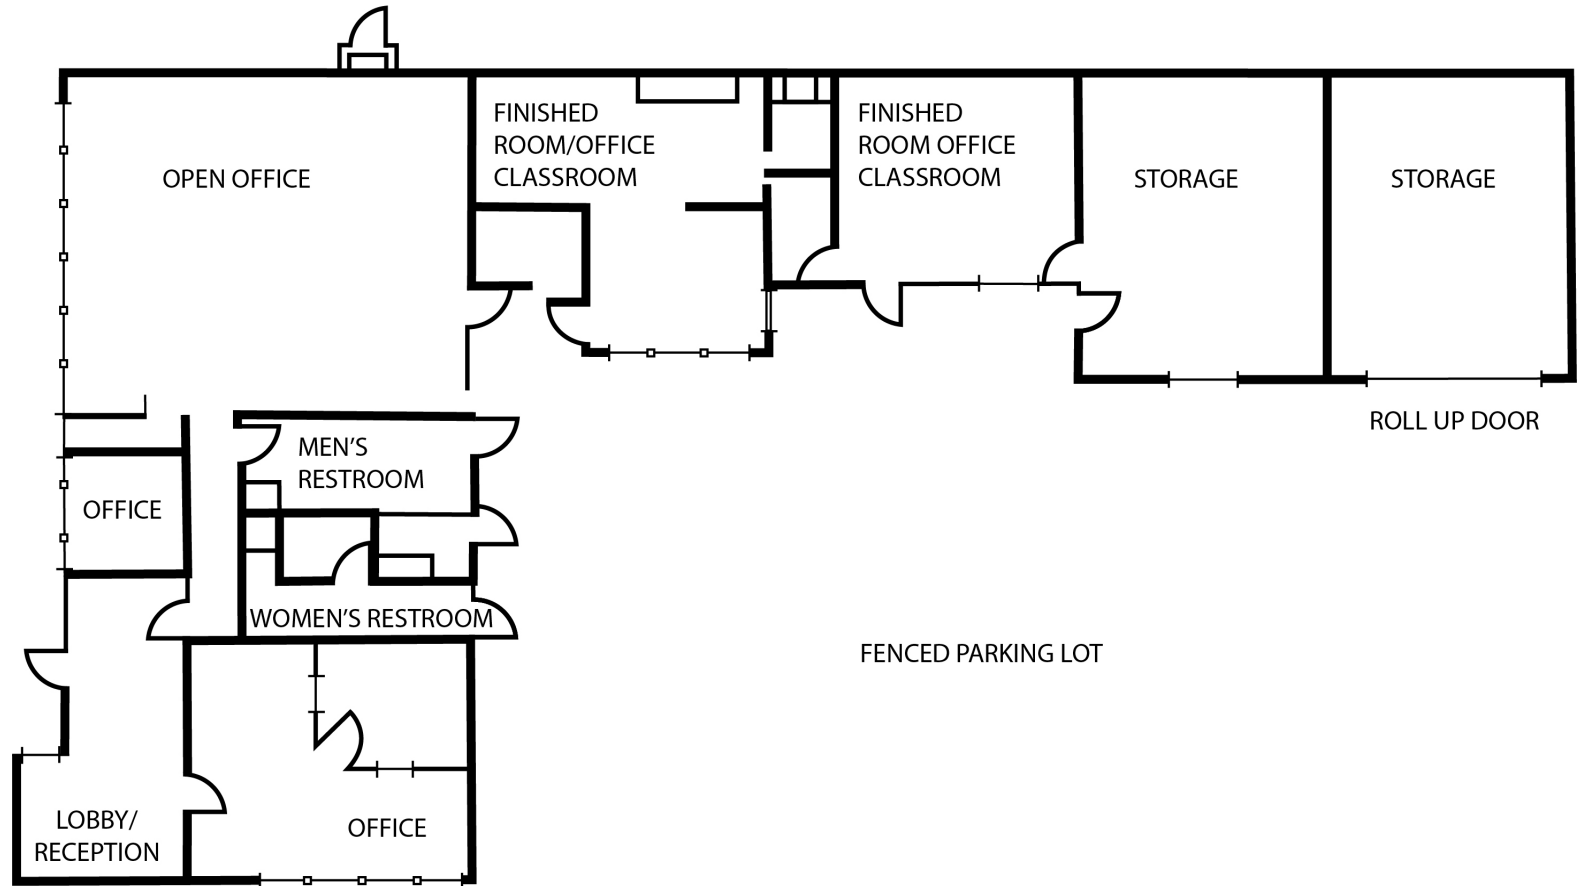 OPEN OFFICE
FINISHED
ROOM/OFFICE
CLASSROOM
FINISHED
ROOM OFFICE
CLASSROOM
STORAGE
STORAGE
ROLL UP DOOR
MEN’S
RESTROOM
OFFICE
WOMEN’S RESTROOM
FENCED PARKING LOT
LOBBY/
RECEPTION
OFFICE